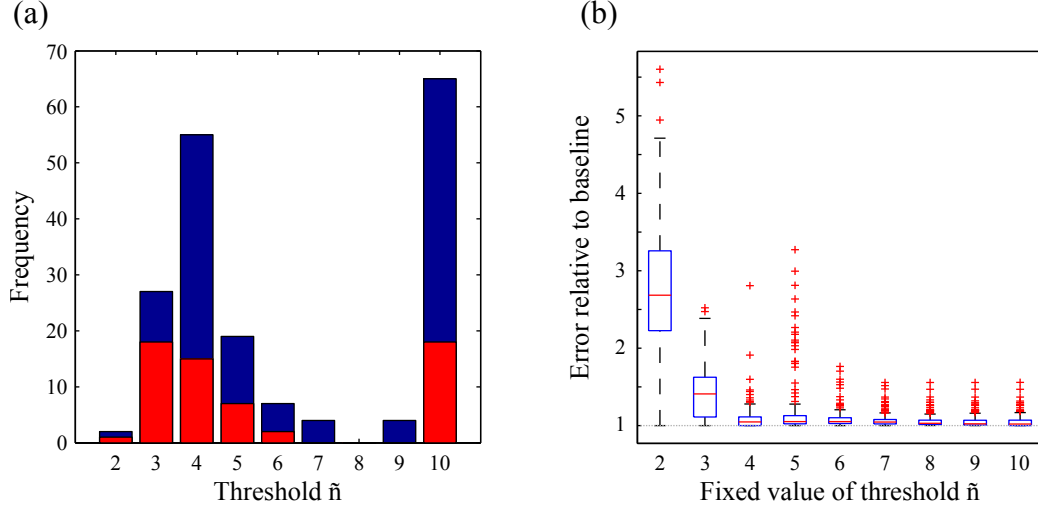 (a)
70
60
50
40
30
20
10
0
Frequency
2 3 4 5 6 7 8 9 10
Threshold ñ
(b)
5
4
3
2
1
Error relative to baseline
2 3 4 5 6 7 8 9 10
Fixed value of threshold ñ